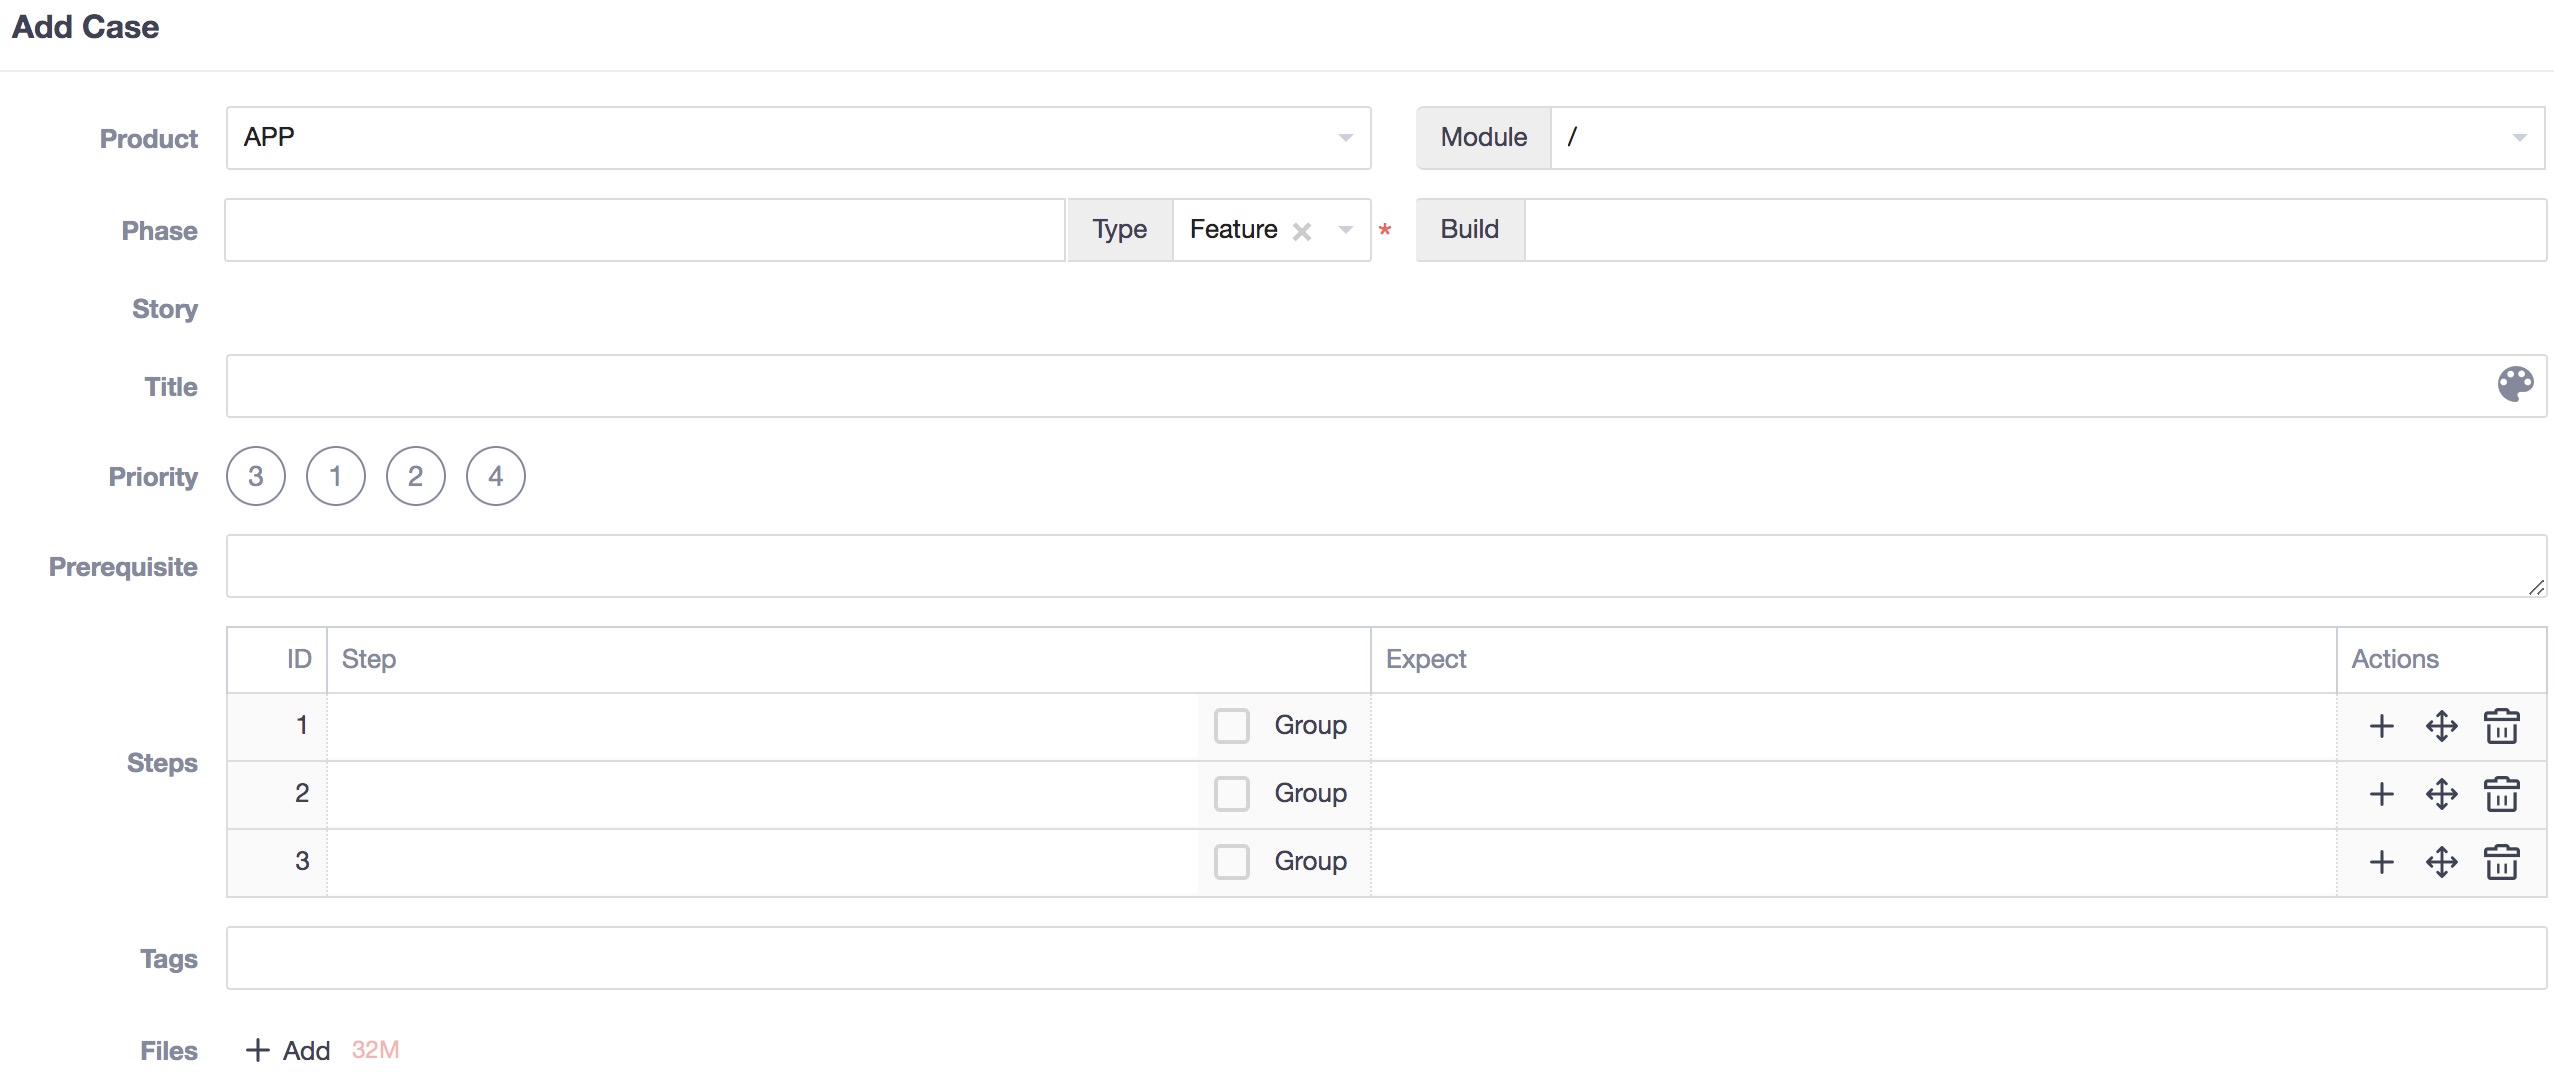 Add Case
Product APP Module /
Phase Type Feature * Build
Story
Title
Priority 3 1 2 4
Prerequisite
ID Step Expect Actions
1 Group
Steps
2 Group
3 Group
Tags
Files + Add 32M